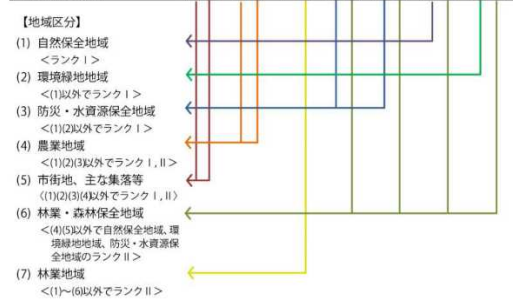 【地域区分】
(1) 自然保全地域
<ランクⅠ>
(2) 環境緑地地域
<(1)以外でランクⅠ>
(3) 防災・水資源保全地域
<(1)(2)以外でランクⅠ>
(4) 農業地域
<(1)(2)(3)以外でランクⅠ,Ⅱ>
(5) 市街地、主な集落等
〈(1)(2)(3)(4)以外でランクⅠ,Ⅱ〉
(6) 林業・森林保全地域
<(4)(5)以外で自然保全地域、環
境緑地地域、防災・水資源保
全地域のランクⅡ>
(7) 林業地域
<(1)~(6)以外でランクⅡ>